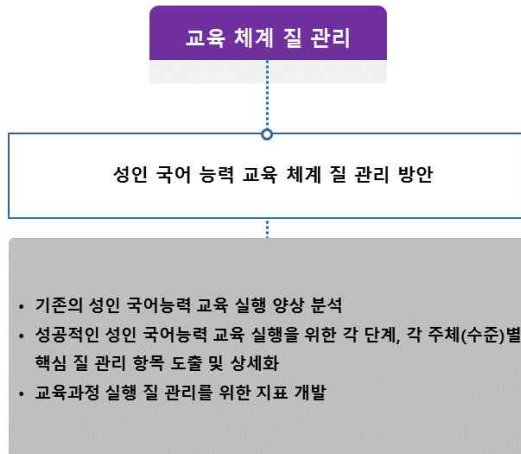 교육 체계 질 관리
성인 국어 능력 교육 체계 질 관리 방안
• 기존의 성인 국어능력 교육 실행 양상 분석
• 성공적인 성인 국어능력 교육 실행을 위한 각 단계, 각 주체(수준)별
핵심 질 관리 항목 도출 및 상세화
• 교육과정 실행 질 관리를 위한 지표 개발